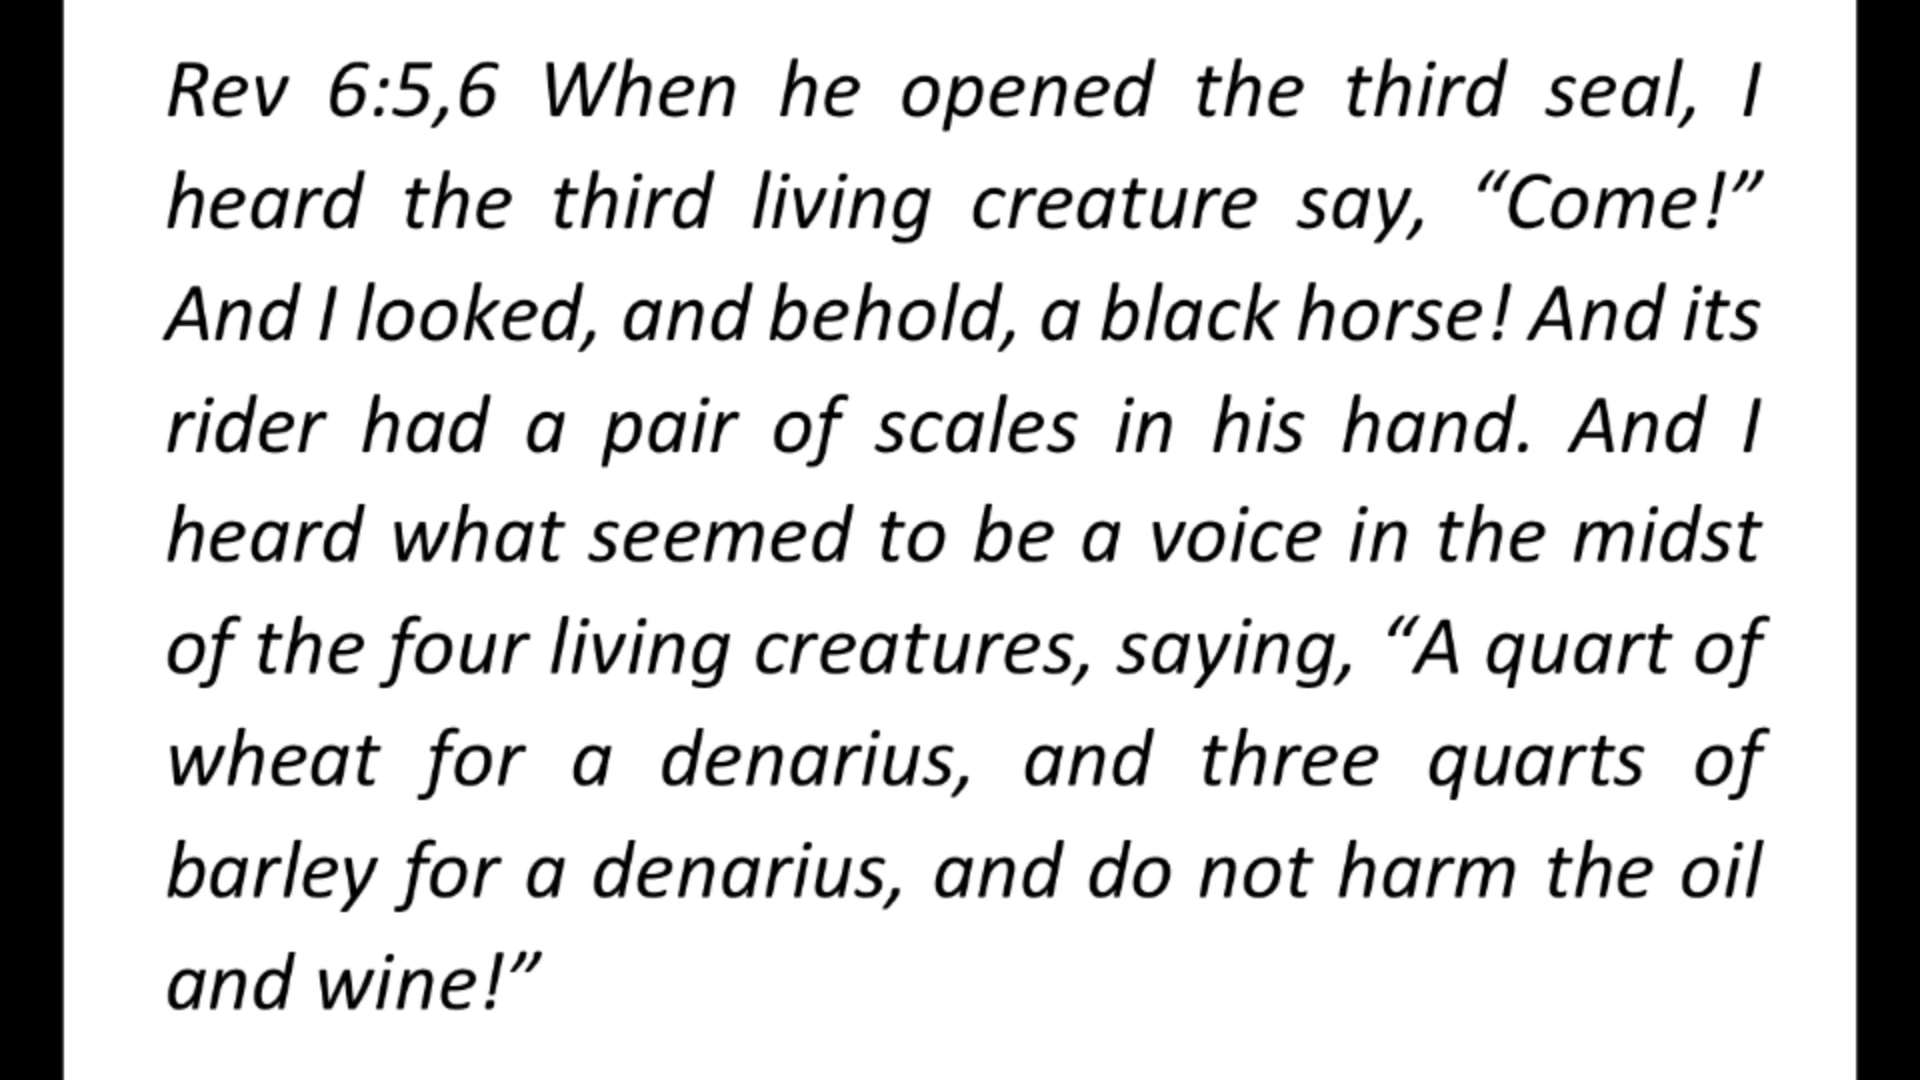 Rev 6:5,6 When he opened the third seal, I
heard the third living creature say, “Come!”
And I looked, and behold, a black horse! And its
rider had a pair of scales in his hand. And I
heard what seemed to be a voice in the midst
of the four living creatures, saying, “A quart of
wheat for a denarius, and three quarts of
barley for a denarius, and do not harm the oil
and wine!”